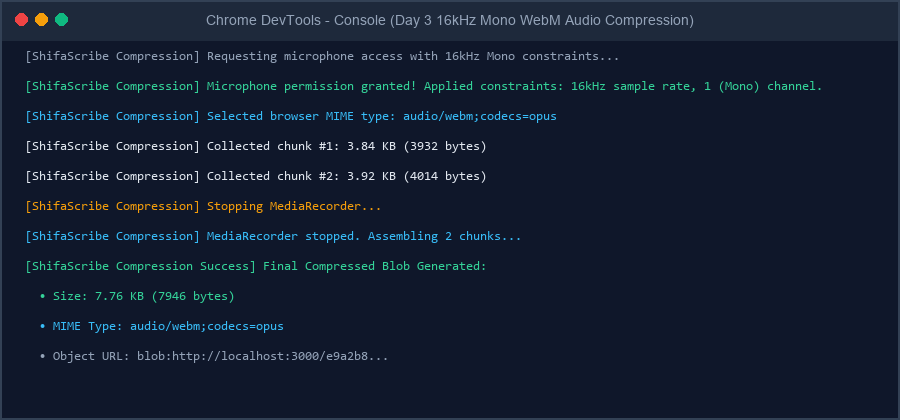 Chrome DevTools - Console (Day 3 16kHz Mono WebM Audio Compression)
[ShifaScribe Compression] Requesting microphone access with 16kHz Mono constraints...
[ShifaScribe Compression] Microphone permission granted! Applied constraints: 16kHz sample rate, 1 (Mono) channel.
[ShifaScribe Compression] Selected browser MIME type: audio/webm;codecs=opus
[ShifaScribe Compression] Collected chunk #1: 3.84 KB (3932 bytes)
[ShifaScribe Compression] Collected chunk #2: 3.92 KB (4014 bytes)
[ShifaScribe Compression] Stopping MediaRecorder...
[ShifaScribe Compression] MediaRecorder stopped. Assembling 2 chunks...
[ShifaScribe Compression Success] Final Compressed Blob Generated:
• Size: 7.76 KB (7946 bytes)
• MIME Type: audio/webm;codecs=opus
• Object URL: blob:http://localhost:3000/e9a2b8...